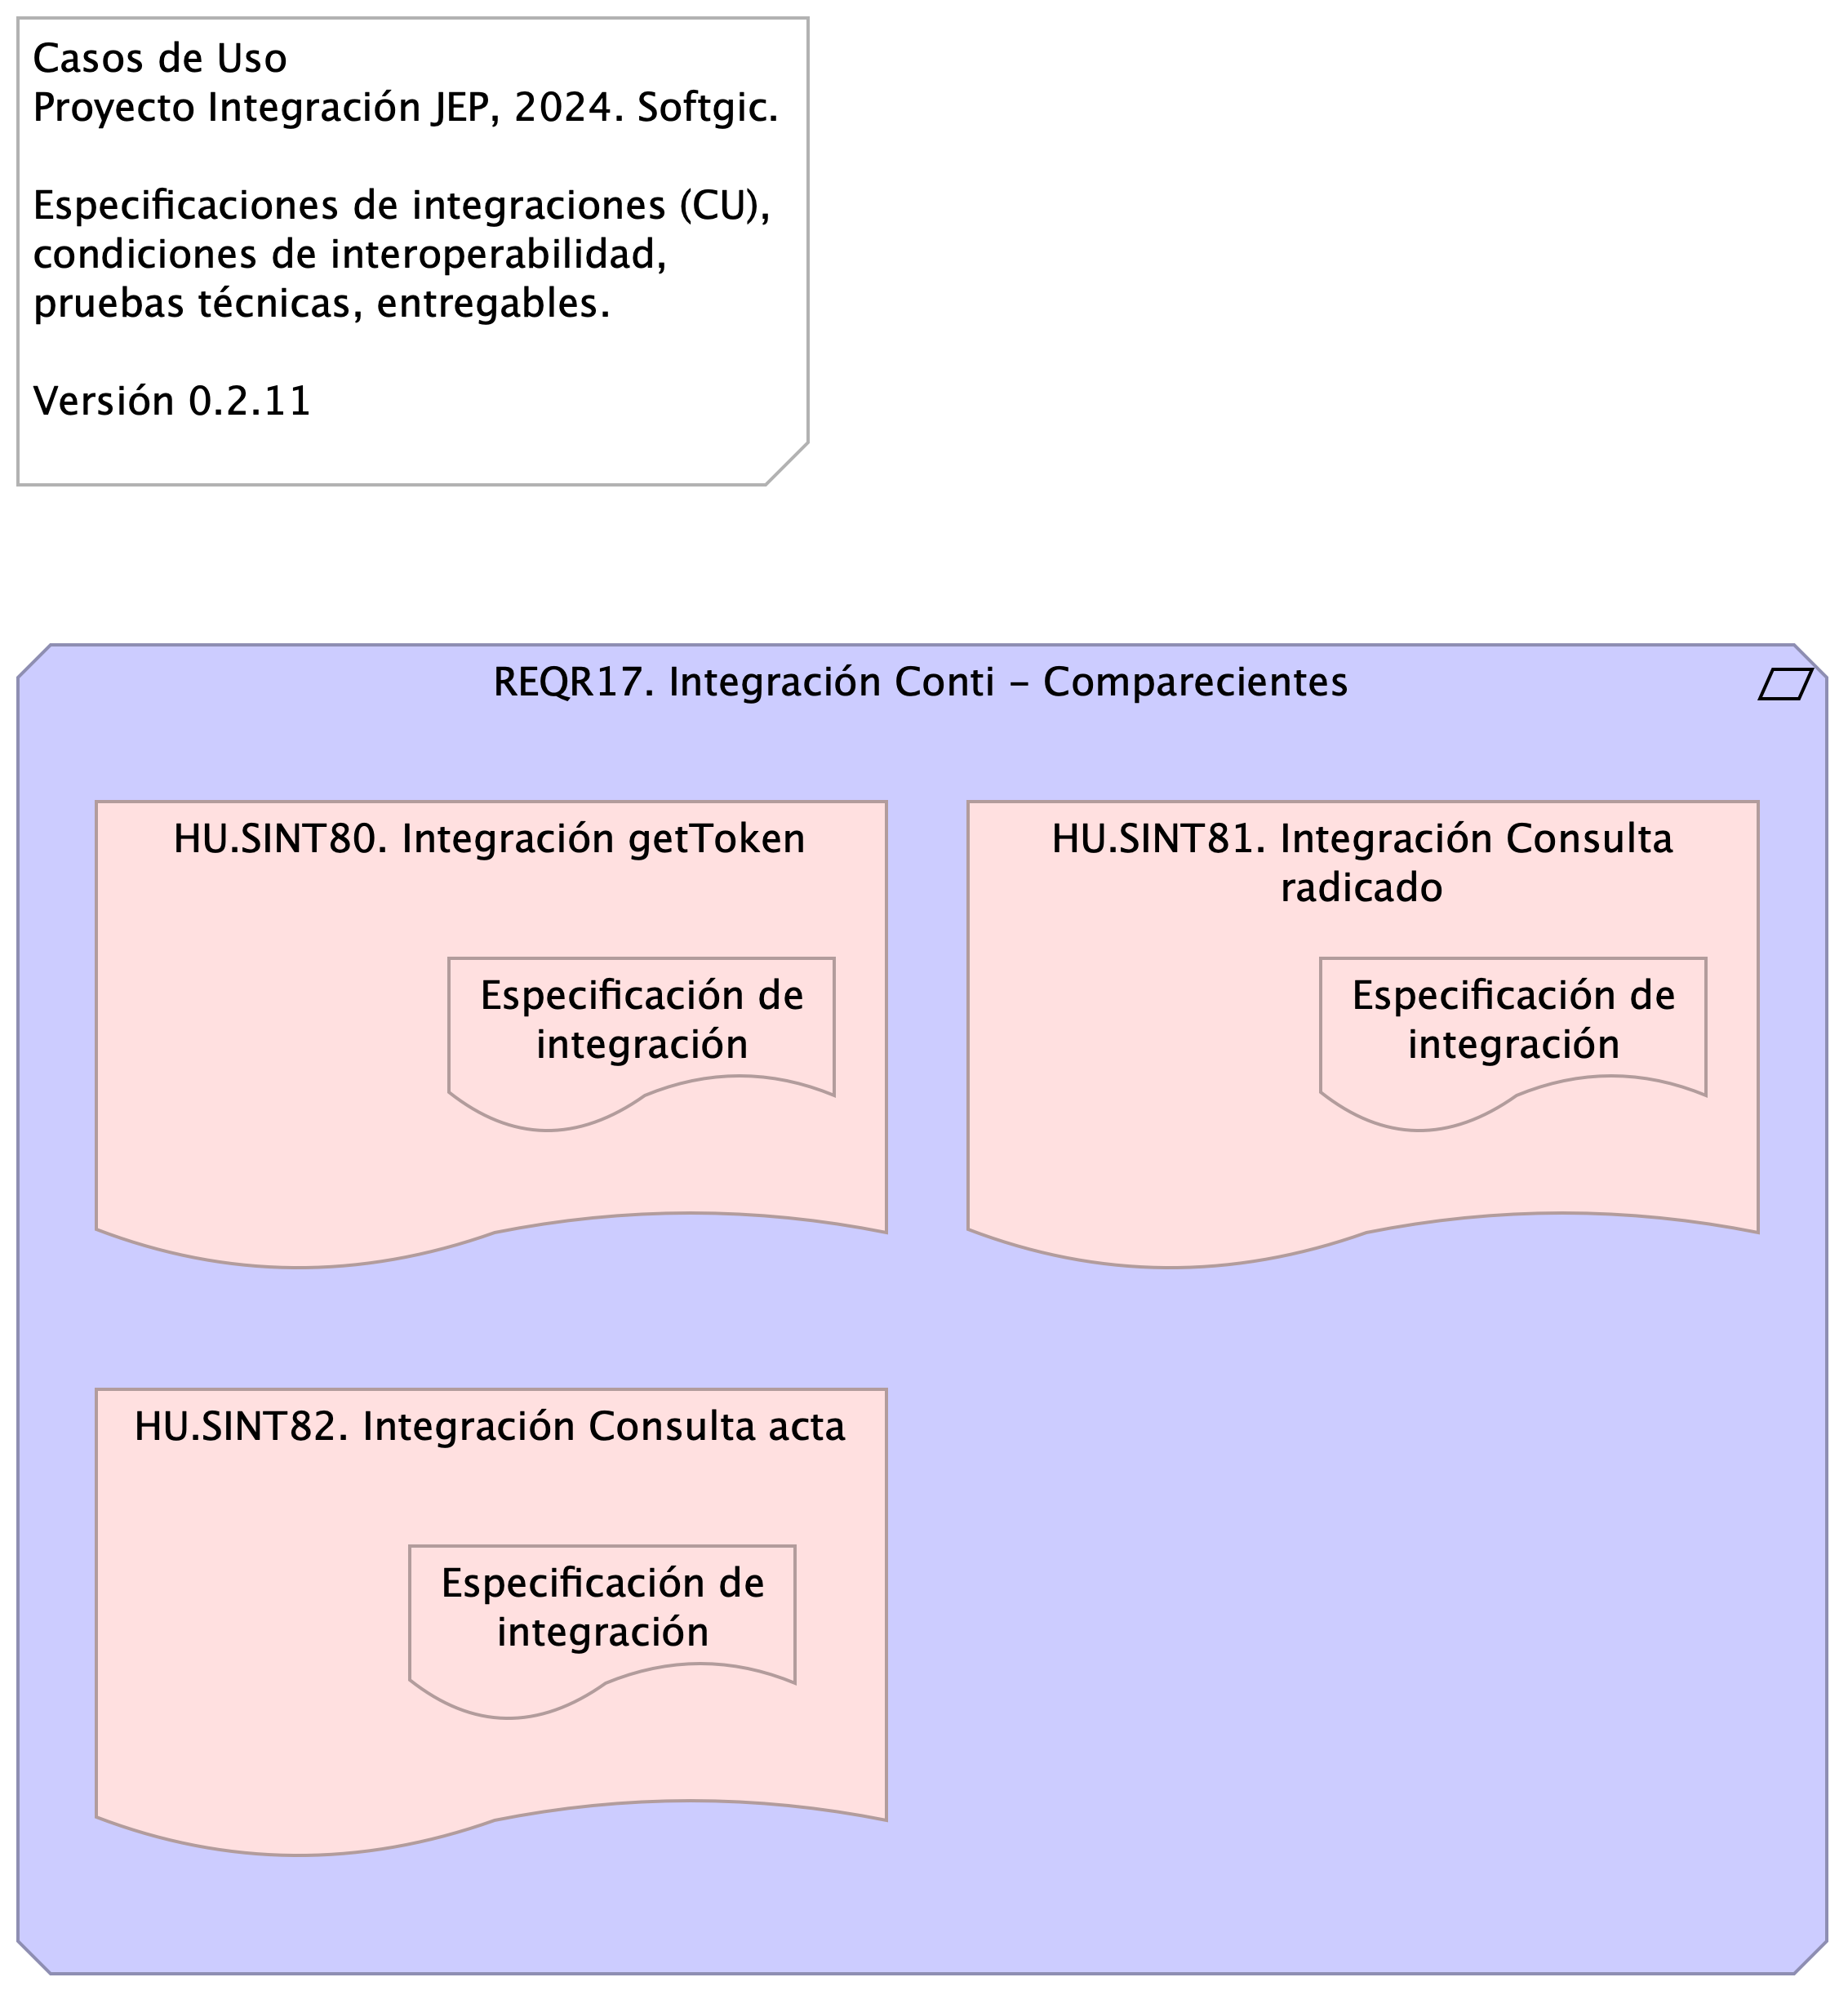 Casos de Uso
Proyecto Integración JEP, 2024. Softgic.
Especificaciones de integraciones (CU),
condiciones de interoperabilidad,
pruebas técnicas, entregables.
Versión 0.2.11
REQR17. Integración Conti – Comparecientes
HU.SINT80. Integración getToken
Especificación de
integración
HU.SINT81. Integración Consulta
radicado
Especificación de
integración
HU.SINT82. Integración Consulta acta
Especificación de
integración